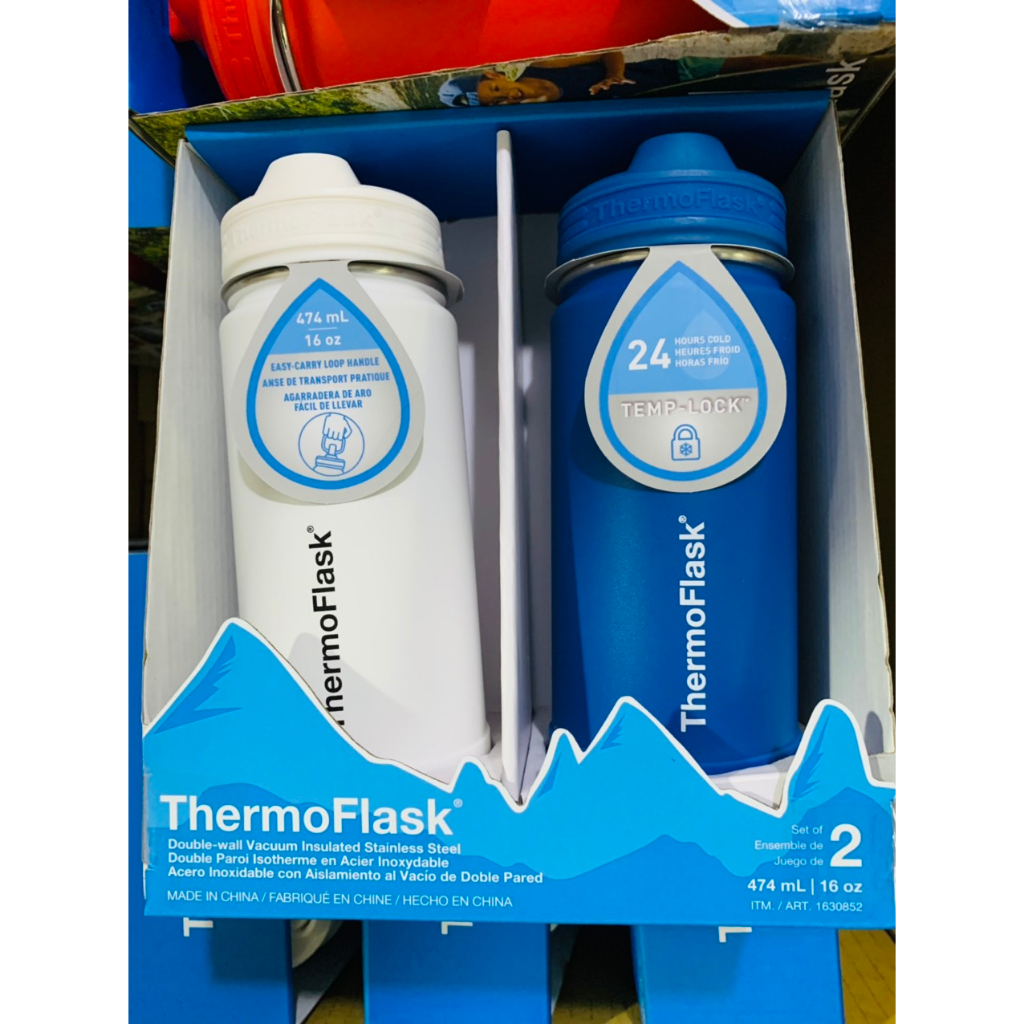 ThermoFlask
ThermoFlask®
474 mL
16 oz
EASY-CARRY LOOP HANDLE
ANSE DE TRANSPORT PRATIQUE
AGARRADERA DE ARO
FÁCIL DE LLEVAR
24 HOURS COLD
HEURES FROID
HORAS FRÍO
TEMP-LOCK™
ThermoFlask®
ThermoFlask®
ThermoFlask®
Double-wall Vacuum Insulated Stainless Steel
Double Paroi Isotherme en Acier Inoxydable
Acero Inoxidable con Aislamiento al Vacío de Doble Pared
MADE IN CHINA / FABRIQUÉ EN CHINE / HECHO EN CHINA
Set of
Ensemble de
Juego de
2
474 mL | 16 oz
ITM. / ART. 1630852